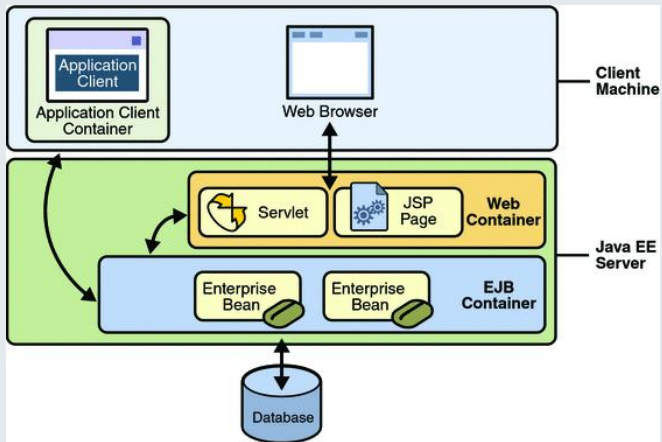 Application
Client
Application Client
Container
Web Browser
Client
Machine
Servlet
JSP
Page
Web
Container
Java EE
Server
Enterprise
Bean
Enterprise
Bean
EJB
Container
Database